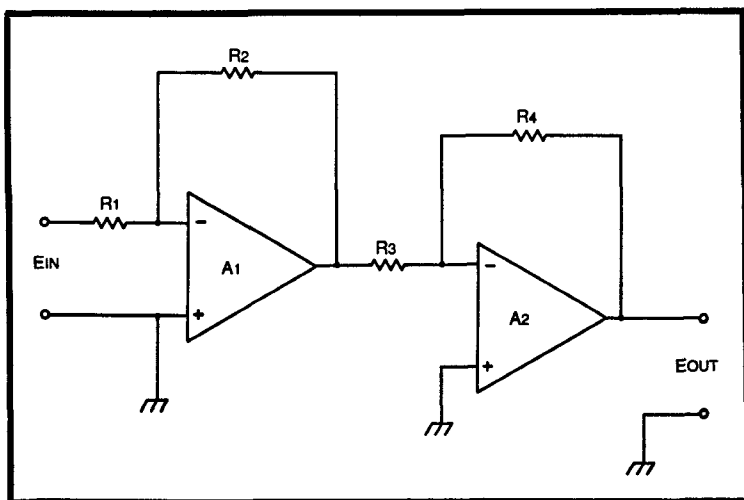 R2
R4
R1
−
R3
EIN
A1
−
+
A2
+
EOUT